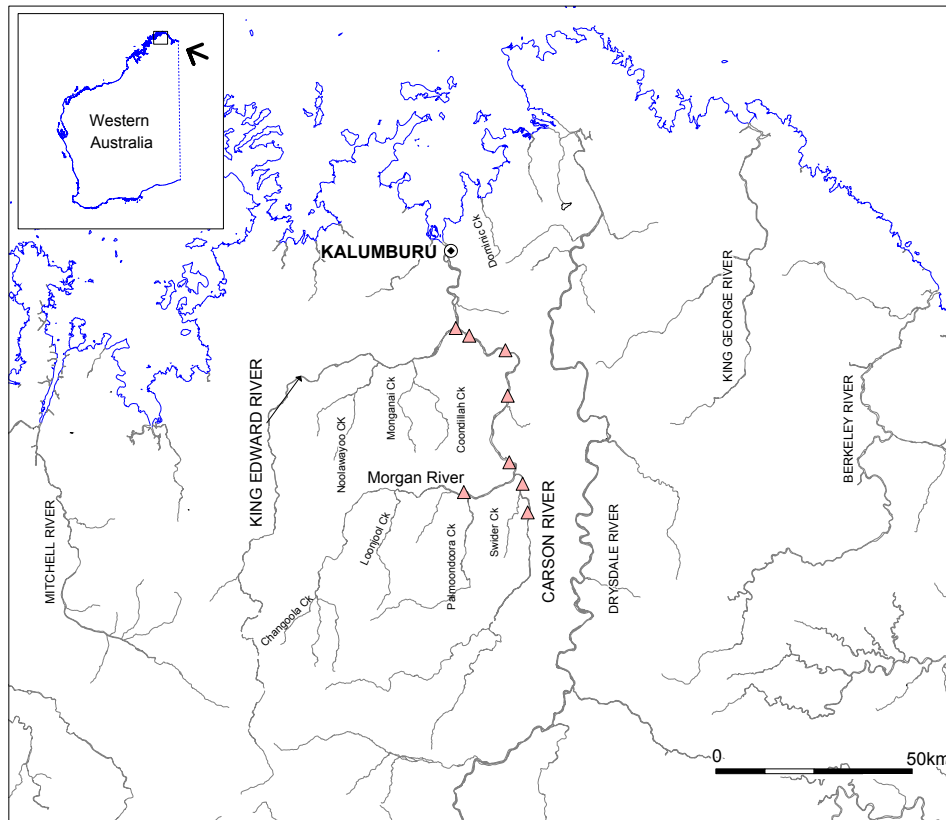 Western
Australia
KALUMBURU
Dominic Ck
KING GEORGE RIVER
KING EDWARD RIVER
Noolawayoo Ck
Monganai Ck
Coondillah Ck
BERKELEY RIVER
Morgan River
MITCHELL RIVER
Loonjool Ck
Palmoondoora Ck
Swider Ck
CARSON RIVER
DRYSDALE RIVER
Changoola Ck
0
50km